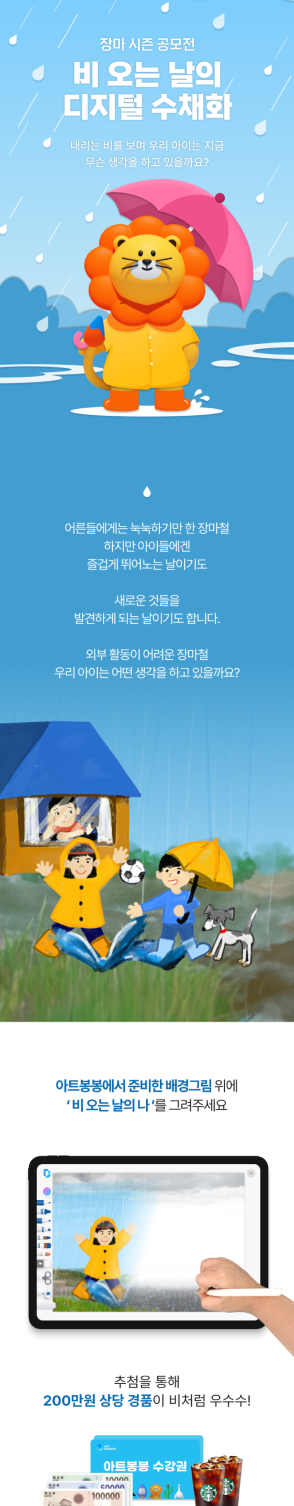 장마 시즌 공모전
비 오는 날의
디지털 수채화
내리는 비를 보며 우리 아이는 지금
무슨 생각을 하고 있을까요?
어른들에게는 눅눅하기만 한 장마철
하지만 아이들에겐
즐겁게 뛰어노는 날이기도
새로운 것들을
발견하게 되는 날이기도 합니다.
외부 활동이 어려운 장마철
우리 아이는 어떤 생각을 하고 있을까요?
아트봉봉에서 준비한 배경그림 위에
‘ 비 오는 날의 나 ’를 그려주세요
추첨을 통해
200만원 상당 경품이 비처럼 우수수!
아트봉봉 수강권
10000
50000
100000